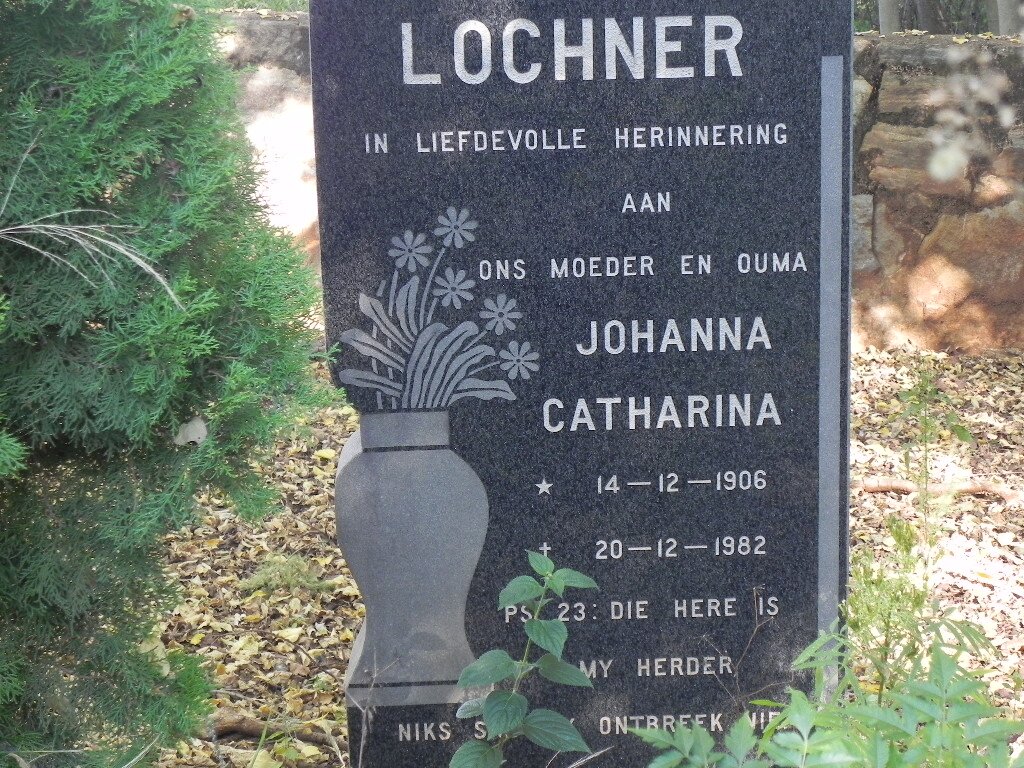 LOCHNER
IN LIEFDEVOLLE HERINNERING
AAN
ONS MOEDER EN OUMA
JOHANNA
CATHARINA
★ 14-12-1906
✝ 20-12-1982
PS 23: DIE HERE IS
MY HERDER
NIKS ONTBREEK NIE